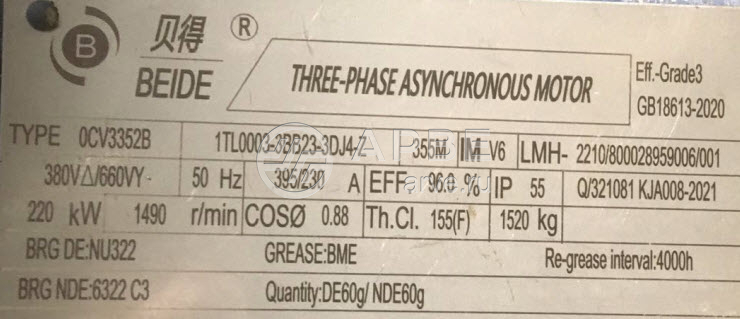 B 贝得 ®
BEIDE THREE-PHASE ASYNCHRONOUS MOTOR Eff.-Grade3
GB18613-2020
TYPE 0CV3352B 1TL0003-3BB23-3DJ4-Z 355M IM V6 LMH- 2210/800028959006/001
380V△/660VY 50 Hz 395/230 A EFF 96.0 % IP 55 Q/321081 KJA008-2021
220 kW 1490 r/min COSØ 0.88 Th.Cl. 155(F) 1520 kg
BRG DE:NU322 GREASE:BME Re-grease interval:4000h
BRG NDE:6322 C3 Quantity:DE60g/ NDE60g